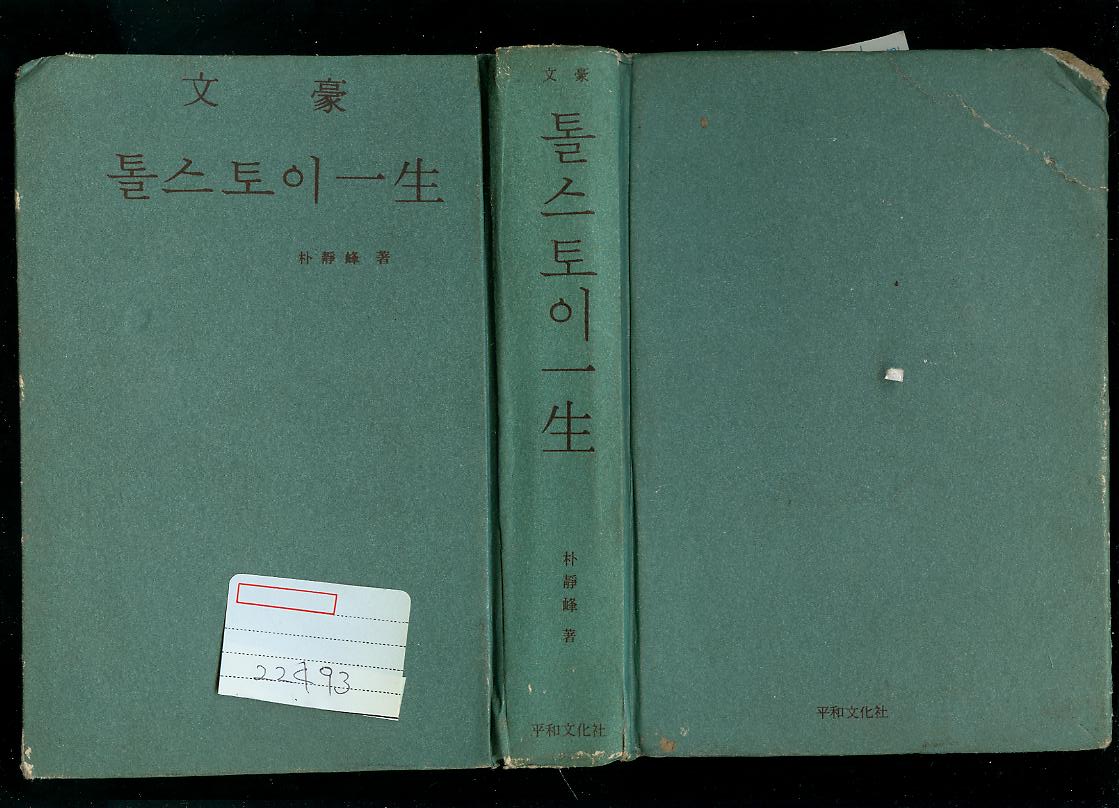 文 豪
톨스토이一生
朴靜峰 著
22493
文 豪
톨스토이一生
朴靜峰 著
平和文化社
平和文化社